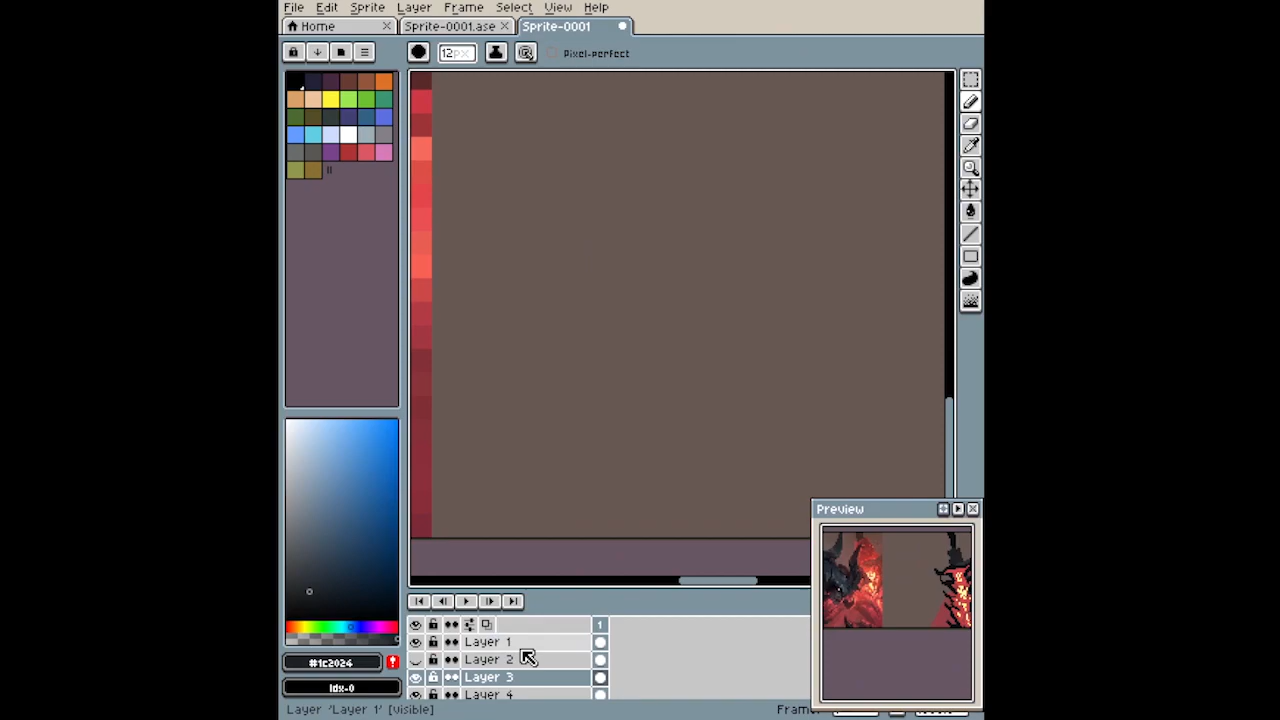 File Edit Sprite Layer Frame Select View Help
Home Sprite-0001.ase Sprite-0001
12px Pixel-perfect
Preview
1
Layer 1
Layer 2
Layer 3
Layer 4
#1c2024
Idx-0
Layer 'Layer 1' [visible] Frame: